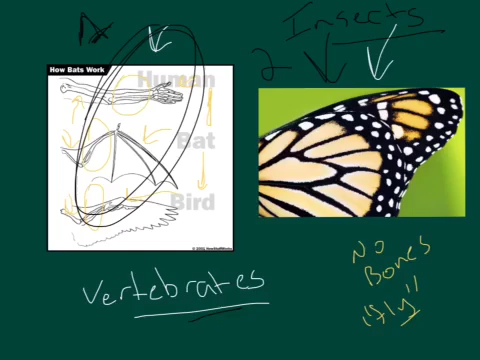 Insects
2
How Bats Work
Human
Bat
Bird
Vertebrates
No
Bones
"fly"